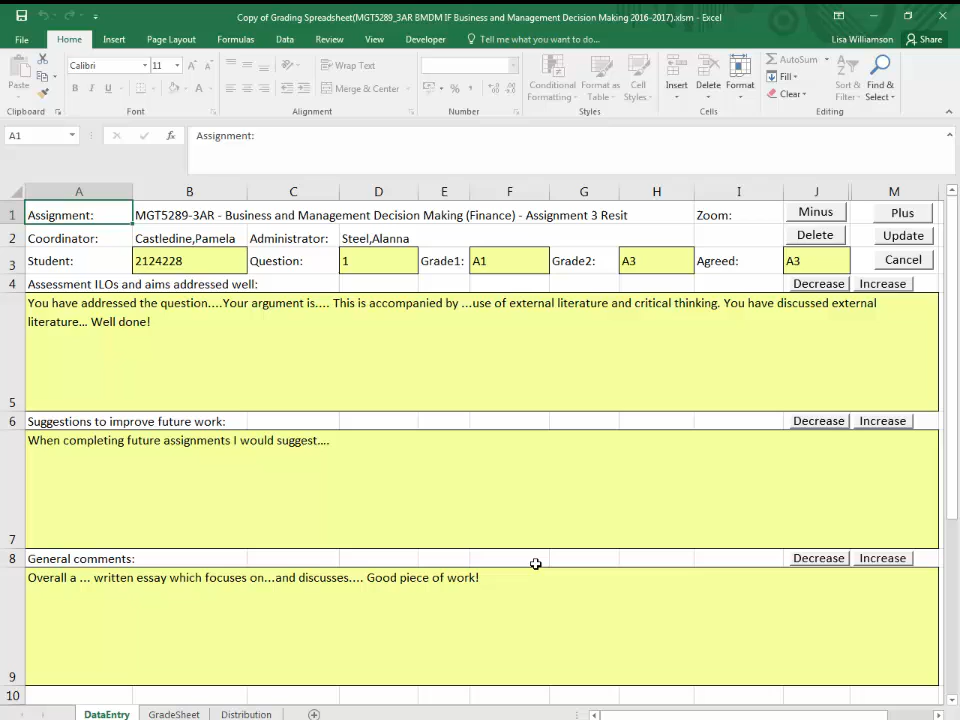 Copy of Grading Spreadsheet(MGT5289_3AR BMDM IF Business and Management Decision Making 2016-2017).xlsm - Excel
File Home Insert Page Layout Formulas Data Review View Developer Tell me what you want to do... Lisa Williamson Share
Calibri 11 Wrap Text AutoSum
Paste B I U Merge & Center % Conditional Formatting Format as Table Cell Styles Insert Delete Format Fill Clear Sort & Filter Find & Select
Clipboard Font Alignment Number Styles Cells Editing
A1 fx Assignment:
A B C D E F G H I J M
1 Assignment: MGT5289-3AR - Business and Management Decision Making (Finance) - Assignment 3 Resit Zoom: Minus Plus
2 Coordinator: Castledine,Pamela Administrator: Steel,Alanna Delete Update
3 Student: 2124228 Question: 1 Grade1: A1 Grade2: A3 Agreed: A3 Cancel
4 Assessment ILOs and aims addressed well: Decrease Increase
You have addressed the question....Your argument is.... This is accompanied by ...use of external literature and critical thinking. You have discussed external
literature... Well done!
5
6 Suggestions to improve future work: Decrease Increase
When completing future assignments I would suggest....
7
8 General comments: Decrease Increase
Overall a ... written essay which focuses on...and discusses.... Good piece of work!
9
10
DataEntry GradeSheet Distribution